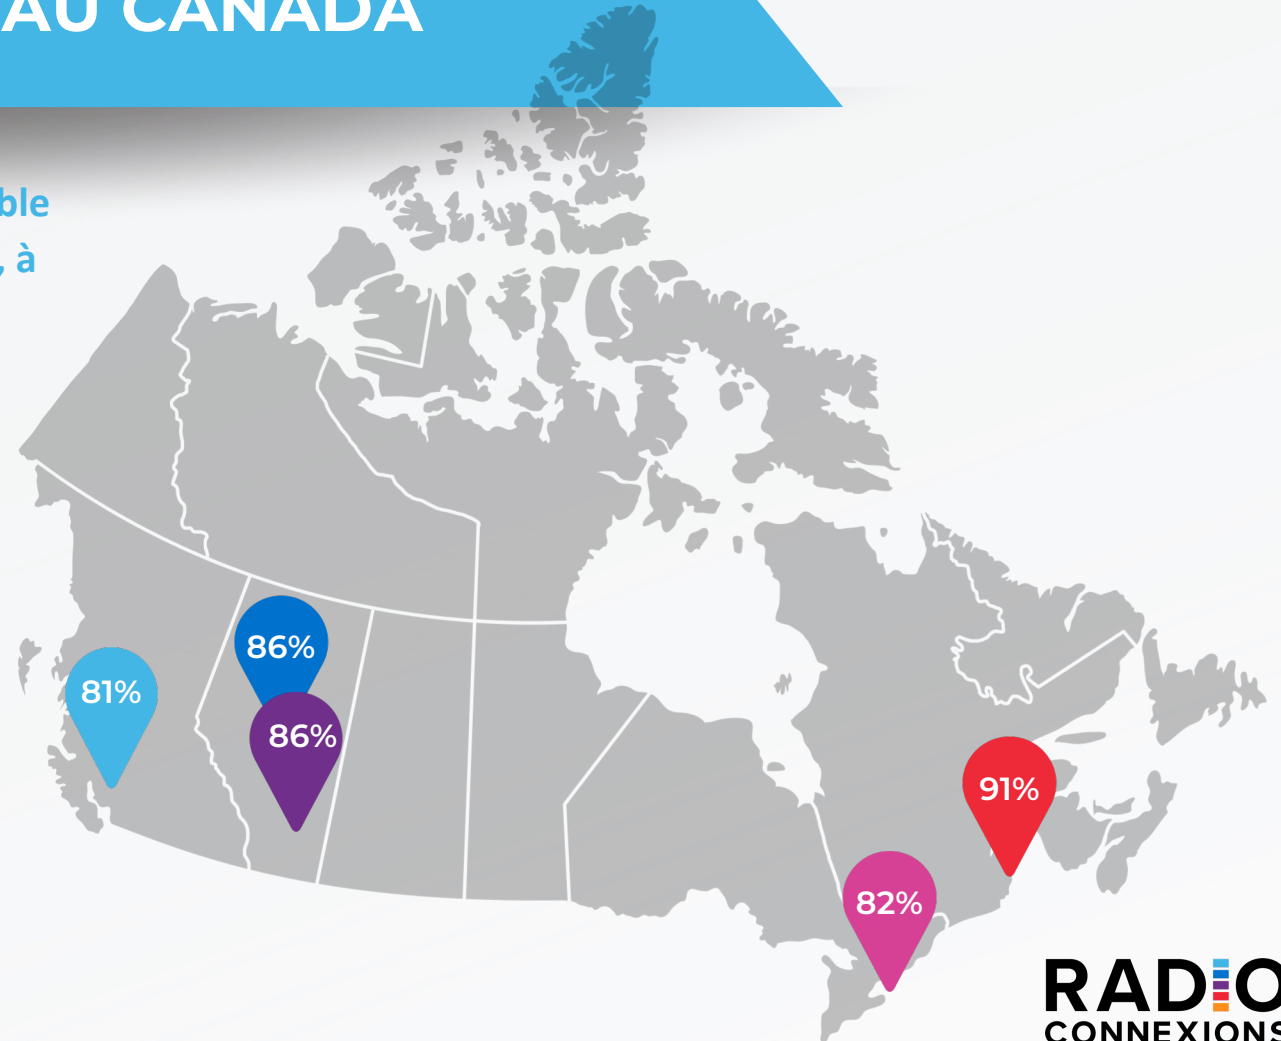 AU CANADA
ble
, à
86%
81%
86%
91%
82%
RADIO
CONNEXIONS